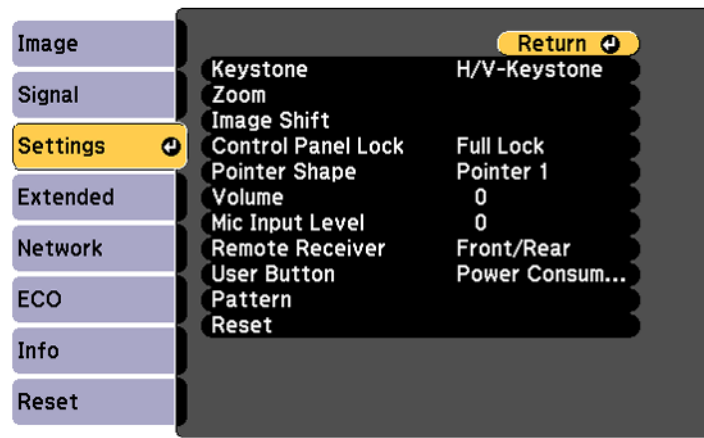 Image
Signal
Settings
Extended
Network
ECO
Info
Reset
Return
Keystone H/V-Keystone
Zoom
Image Shift
Control Panel Lock Full Lock
Pointer Shape Pointer 1
Volume 0
Mic Input Level 0
Remote Receiver Front/Rear
User Button Power Consum...
Pattern
Reset